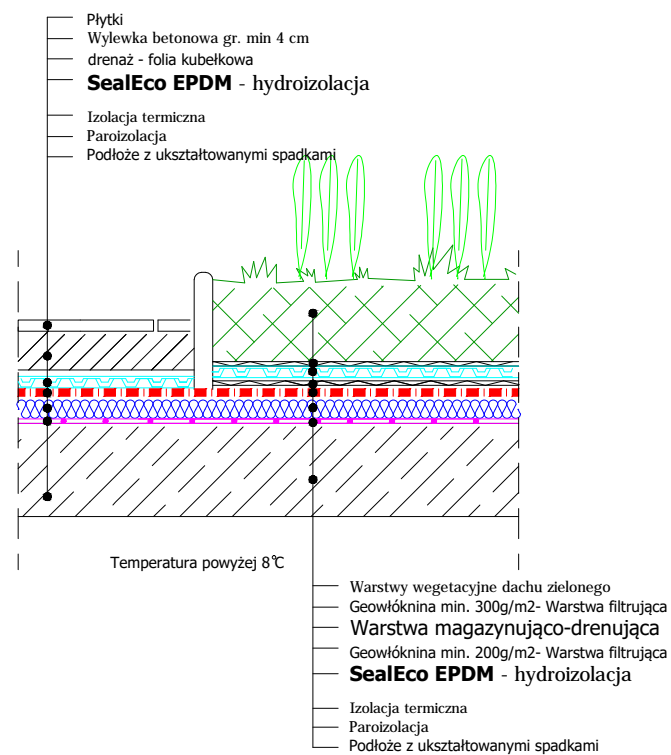 Płytki
Wylewka betonowa gr. min 4 cm
drenaż - folia kubełkowa
SealEco EPDM - hydroizolacja
Izolacja termiczna
Paroizolacja
Podłoże z ukształtowanymi spadkami
Temperatura powyżej 8°C
Warstwy wegetacyjne dachu zielonego
Geowłóknina min. 300g/m2- Warstwa filtrująca
Warstwa magazynująco-drenująca
Geowłóknina min. 200g/m2- Warstwa filtrująca
SealEco EPDM - hydroizolacja
Izolacja termiczna
Paroizolacja
Podłoże z ukształtowanymi spadkami